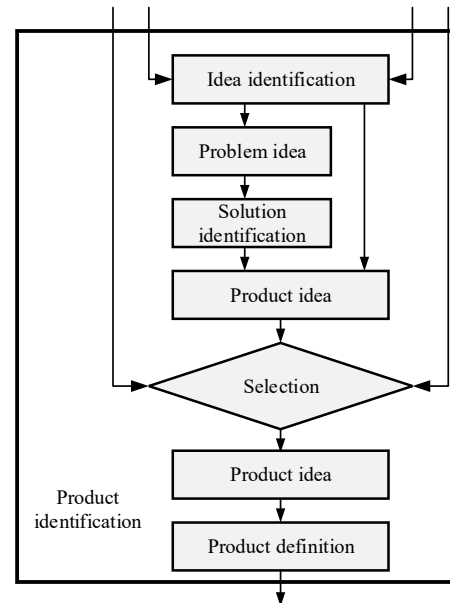 Idea identification
Problem idea
Solution
identification
Product idea
Selection
Product idea
Product
identification
Product definition